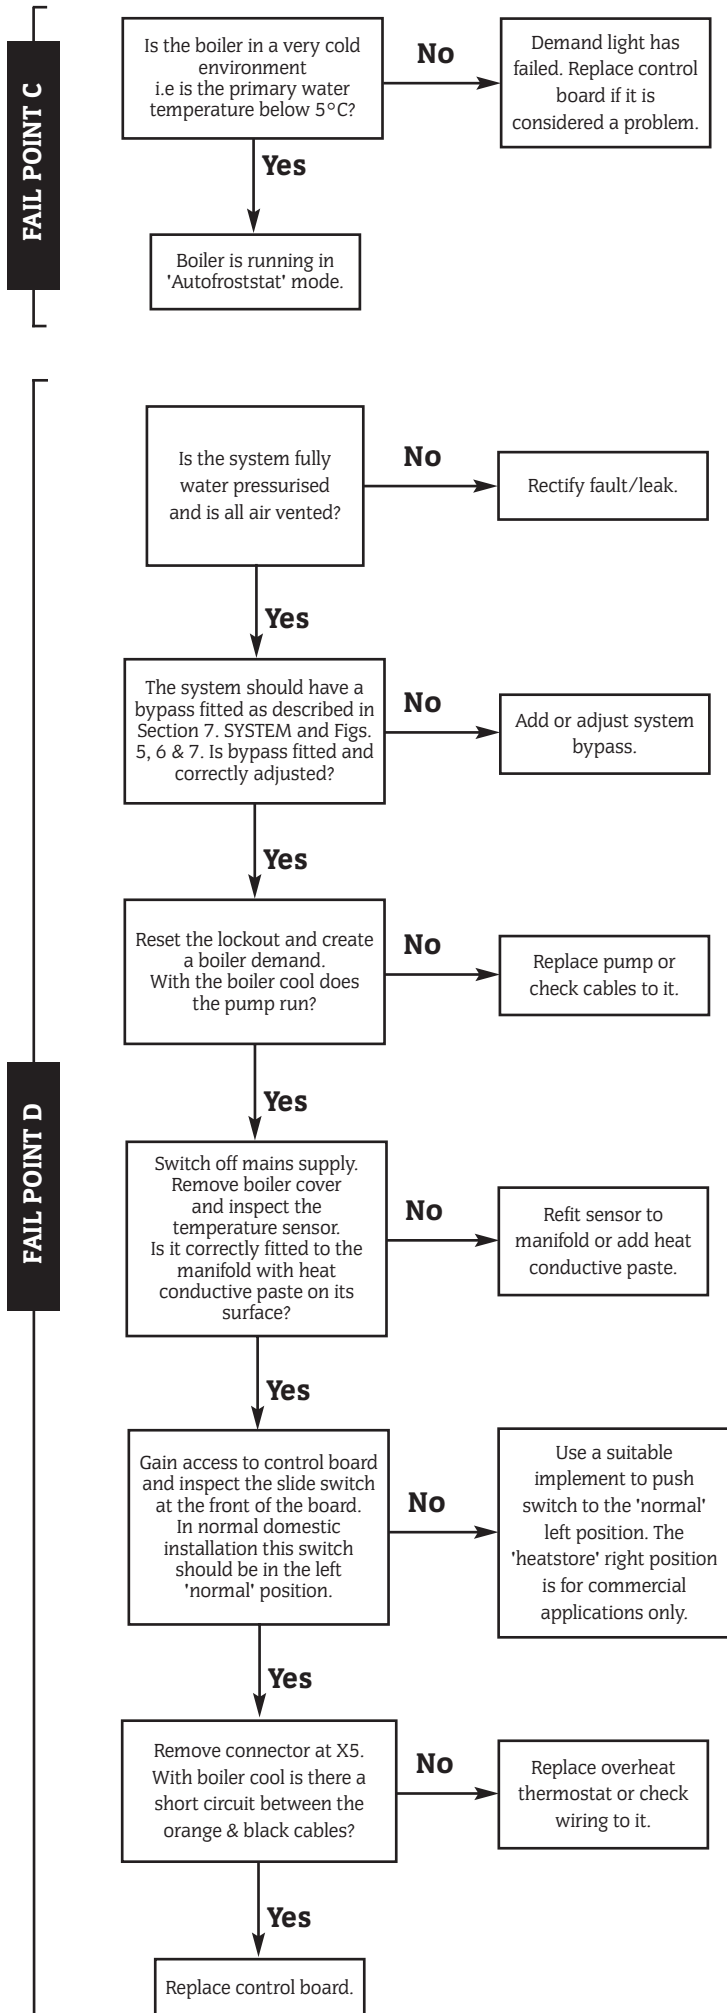 FAIL POINT C
Is the boiler in a very cold
environment
i.e is the primary water
temperature below 5°C?
No
Demand light has
failed. Replace control
board if it is
considered a problem.
Yes
Boiler is running in
'Autofroststat' mode.
FAIL POINT D
Is the system fully
water pressurised
and is all air vented?
No
Rectify fault/leak.
Yes
The system should have a
bypass fitted as described in
Section 7. SYSTEM and Figs.
5, 6 & 7. Is bypass fitted and
correctly adjusted?
No
Add or adjust system
bypass.
Yes
Reset the lockout and create
a boiler demand.
With the boiler cool does
the pump run?
No
Replace pump or
check cables to it.
Yes
Switch off mains supply.
Remove boiler cover
and inspect the
temperature sensor.
Is it correctly fitted to the
manifold with heat
conductive paste on its
surface?
No
Refit sensor to
manifold or add heat
conductive paste.
Yes
Gain access to control board
and inspect the slide switch
at the front of the board.
In normal domestic
installation this switch
should be in the left
'normal' position.
No
Use a suitable
implement to push
switch to the 'normal'
left position. The
'heatstore' right position
is for commercial
applications only.
Yes
Remove connector at X5.
With boiler cool is there a
short circuit between the
orange & black cables?
No
Replace overheat
thermostat or check
wiring to it.
Yes
Replace control board.